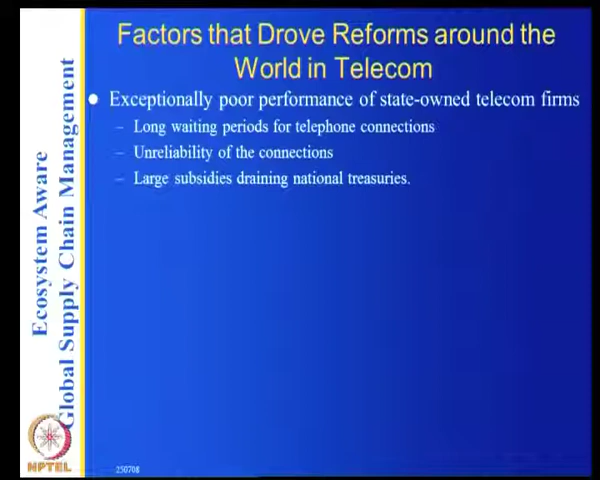 Factors that Drove Reforms around the
World in Telecom
Exceptionally poor performance of state-owned telecom firms
– Long waiting periods for telephone connections
– Unreliability of the connections
– Large subsidies draining national treasuries.
Ecosystem Aware
Global Supply Chain Management
NPTEL
250708